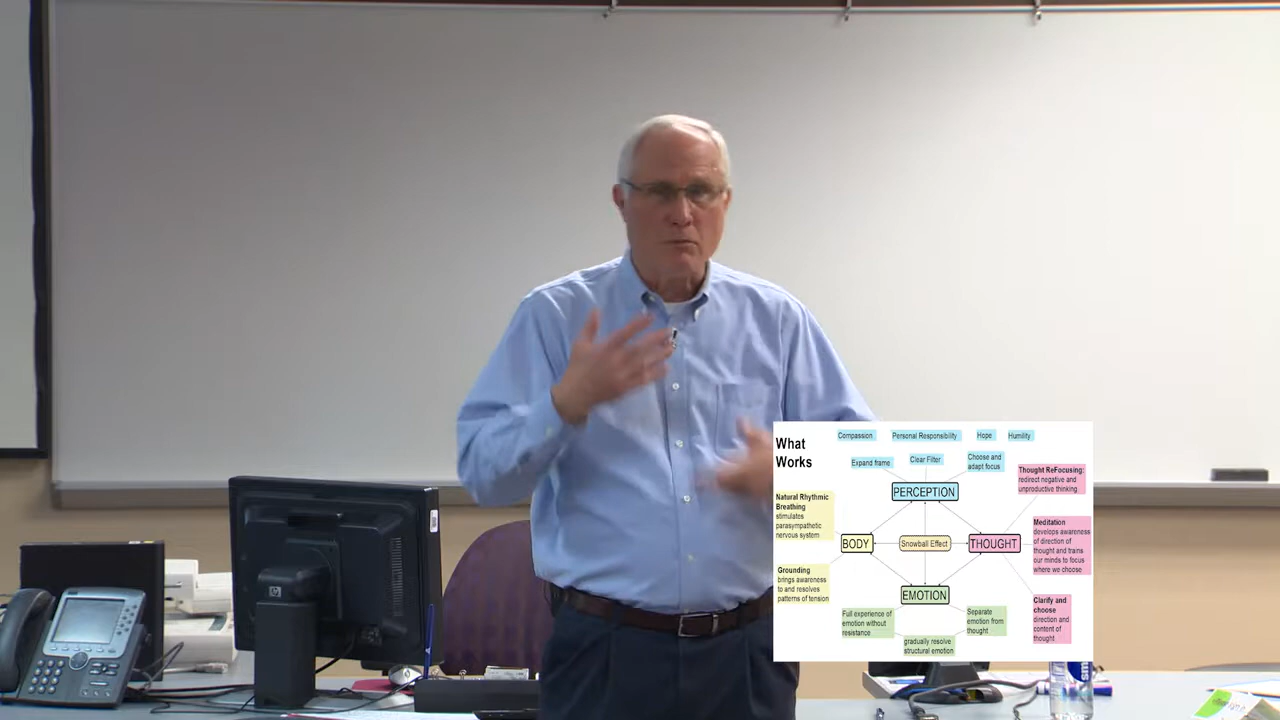 What
Works
Compassion
Personal Responsibility
Hope
Humility
Expand frame
Clear Filter
Choose and
adapt focus
Thought ReFocusing:
redirect negative and
unproductive thinking
PERCEPTION
Natural Rhythmic
Breathing
stimulates
parasympathetic
nervous system
Meditation
develops awareness
of direction of
thought and trains
our minds to focus
where we choose
BODY
Snowball Effect
THOUGHT
Grounding
brings awareness
to and resolves
patterns of tension
EMOTION
Clarify and
choose
direction and
content of
thought
Full experience of
emotion without
resistance
Separate
emotion from
thought
gradually resolve
structural emotion
hp